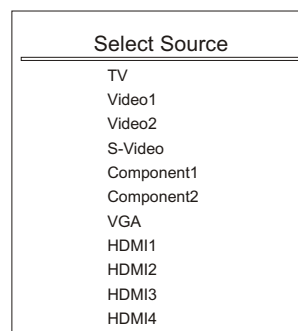 Select Source
TV
Video1
Video2
S-Video
Component1
Component2
VGA
HDMI1
HDMI2
HDMI3
HDMI4